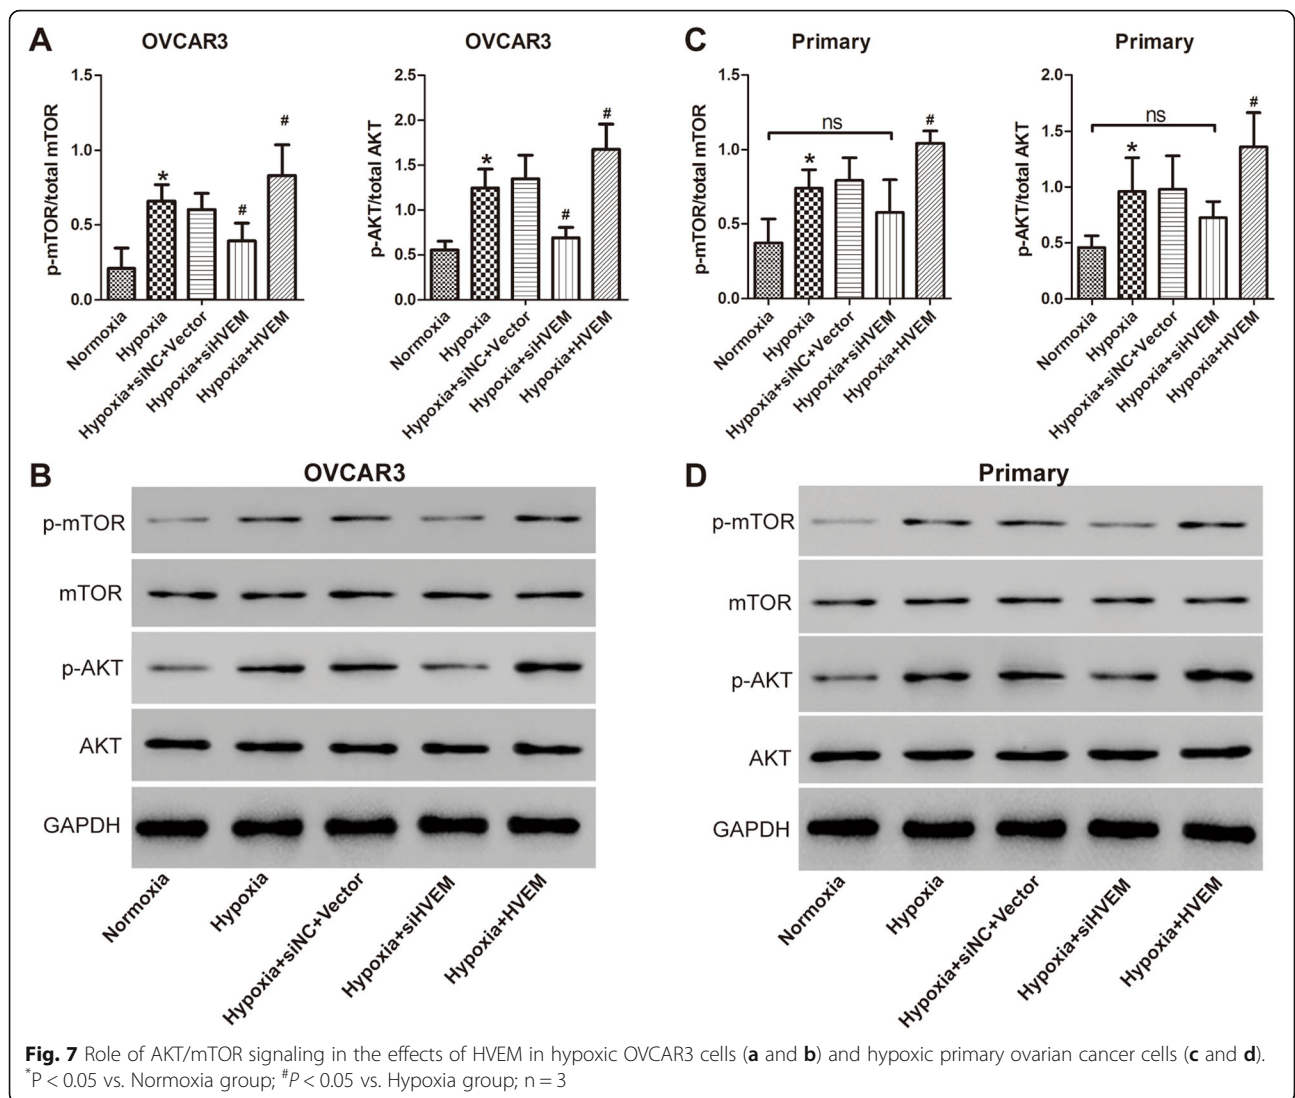 A
OVCAR3
p-mTOR/total mTOR
1.5
1.0
0.5
0.0
*
#
#
Normoxia
Hypoxia
Hypoxia+siNC+Vector
Hypoxia+siHVEM
Hypoxia+HVEM
OVCAR3
p-AKT/total AKT
2.5
2.0
1.5
1.0
0.5
0.0
*
#
#
Normoxia
Hypoxia
Hypoxia+siNC+Vector
Hypoxia+siHVEM
Hypoxia+HVEM
B
OVCAR3
p-mTOR
mTOR
p-AKT
AKT
GAPDH
Normoxia
Hypoxia
Hypoxia+siNC+Vector
Hypoxia+siHVEM
Hypoxia+HVEM
C
Primary
p-mTOR/total mTOR
1.5
1.0
0.5
0.0
ns
*
#
Normoxia
Hypoxia
Hypoxia+siNC+Vector
Hypoxia+siHVEM
Hypoxia+HVEM
Primary
p-AKT/total AKT
2.0
1.5
1.0
0.5
0.0
ns
*
#
Normoxia
Hypoxia
Hypoxia+siNC+Vector
Hypoxia+siHVEM
Hypoxia+HVEM
D
Primary
p-mTOR
mTOR
p-AKT
AKT
GAPDH
Normoxia
Hypoxia
Hypoxia+siNC+Vector
Hypoxia+siHVEM
Hypoxia+HVEM
Fig. 7 Role of AKT/mTOR signaling in the effects of HVEM in hypoxic OVCAR3 cells (a and b) and hypoxic primary ovarian cancer cells (c and d).
*P < 0.05 vs. Normoxia group; #P < 0.05 vs. Hypoxia group; n = 3